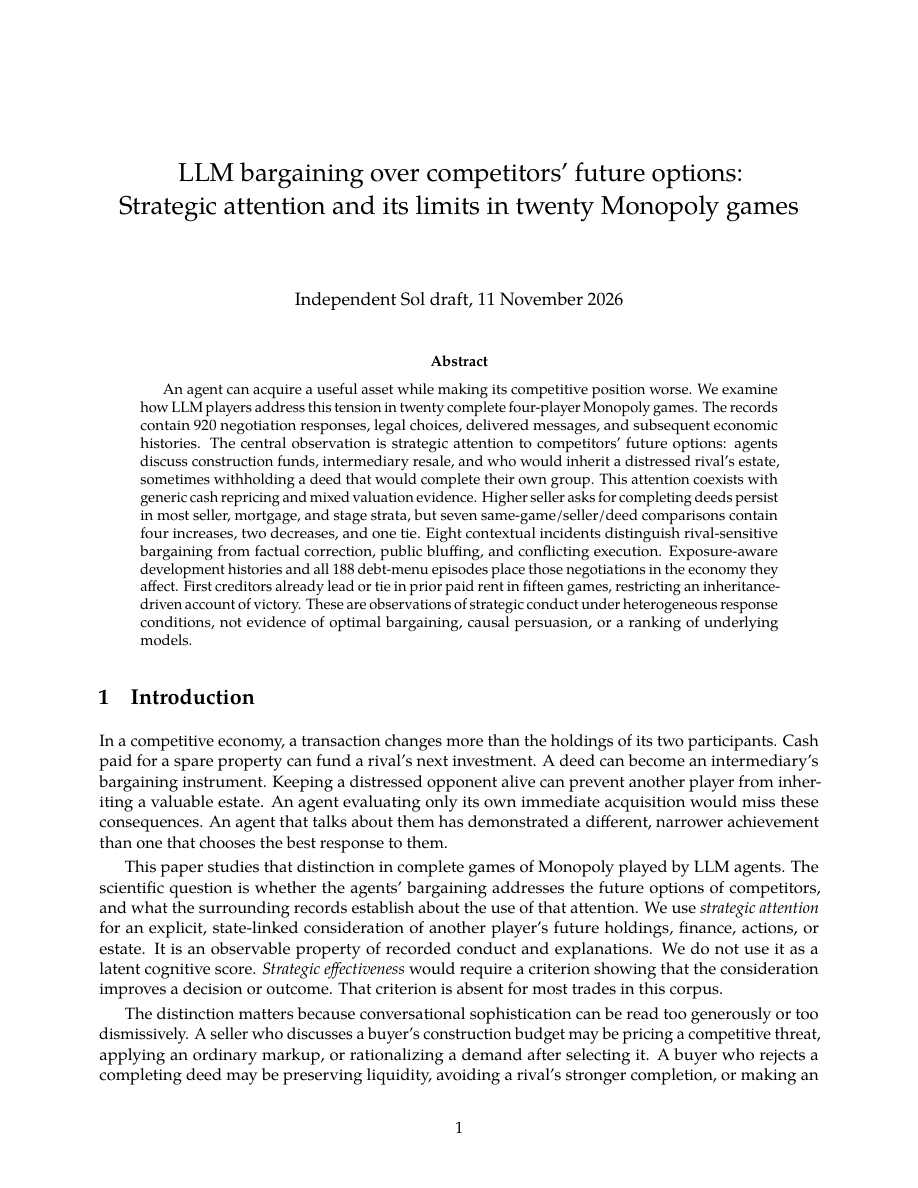 LLM bargaining over competitors’ future options:
Strategic attention and its limits in twenty Monopoly games
Independent Sol draft, 11 November 2026
Abstract
An agent can acquire a useful asset while making its competitive position worse. We examine
how LLM players address this tension in twenty complete four-player Monopoly games. The records
contain 920 negotiation responses, legal choices, delivered messages, and subsequent economic
histories. The central observation is strategic attention to competitors’ future options: agents
discuss construction funds, intermediary resale, and who would inherit a distressed rival’s estate,
sometimes withholding a deed that would complete their own group. This attention coexists with
generic cash repricing and mixed valuation evidence. Higher seller asks for completing deeds persist
in most seller, mortgage, and stage strata, but seven same-game/seller/deed comparisons contain
four increases, two decreases, and one tie. Eight contextual incidents distinguish rival-sensitive
bargaining from factual correction, public bluffing, and conflicting execution. Exposure-aware
development histories and all 188 debt-menu episodes place those negotiations in the economy they
affect. First creditors already lead or tie in prior paid rent in fifteen games, restricting an inheritance-
driven account of victory. These are observations of strategic conduct under heterogeneous response
conditions, not evidence of optimal bargaining, causal persuasion, or a ranking of underlying
models.
1 Introduction
In a competitive economy, a transaction changes more than the holdings of its two participants. Cash
paid for a spare property can fund a rival’s next investment. A deed can become an intermediary’s
bargaining instrument. Keeping a distressed opponent alive can prevent another player from inher-
iting a valuable estate. An agent evaluating only its own immediate acquisition would miss these
consequences. An agent that talks about them has demonstrated a different, narrower achievement
than one that chooses the best response to them.
This paper studies that distinction in complete games of Monopoly played by LLM agents. The
scientific question is whether the agents’ bargaining addresses the future options of competitors,
and what the surrounding records establish about the use of that attention. We use strategic attention
for an explicit, state-linked consideration of another player’s future holdings, finance, actions, or
estate. It is an observable property of recorded conduct and explanations. We do not use it as a
latent cognitive score. Strategic effectiveness would require a criterion showing that the consideration
improves a decision or outcome. That criterion is absent for most trades in this corpus.
The distinction matters because conversational sophistication can be read too generously or too
dismissively. A seller who discusses a buyer’s construction budget may be pricing a competitive threat,
applying an ordinary markup, or rationalizing a demand after selecting it. A buyer who rejects a
completing deed may be preserving liquidity, avoiding a rival’s stronger completion, or making an
1